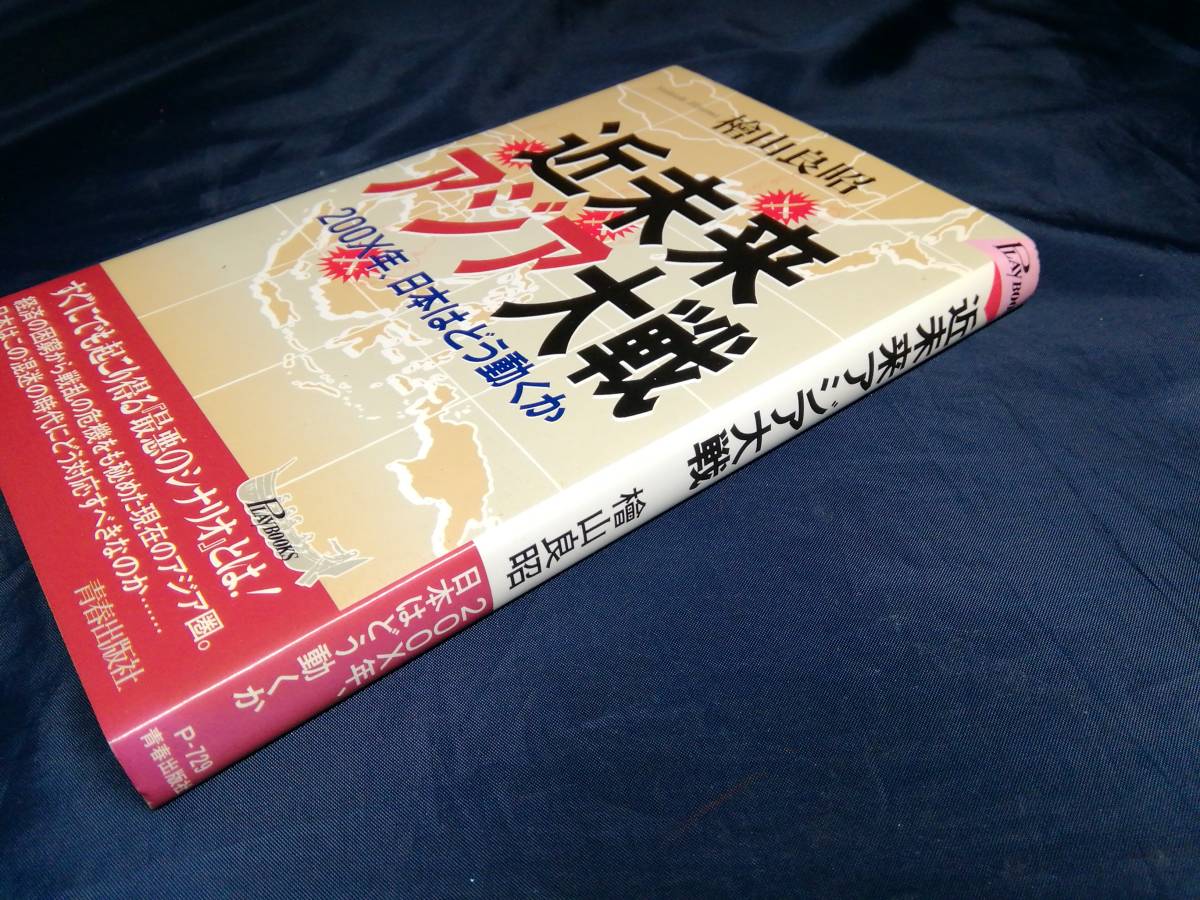 檜山良昭
近未来
アジア大戦
200X年、日本はどう動くか
PLAYBOOKS
すぐにでも起こり得る『最悪のシナリオ』とは!
経済の困窮から戦乱の危機をも秘めた現在のアジア圏。
日本はこの混迷の時代にどう対応すべきなのか……
青春出版社
近未来アジア大戦
檜山良昭
200X年、
日本はどう動くか
P-729
青春出版社